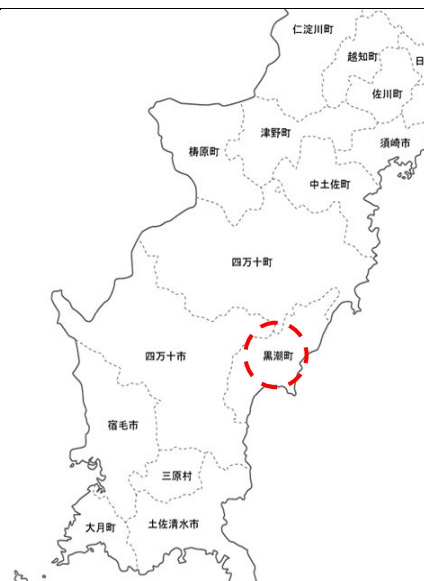 仁淀川町
越知町
日
佐川町
津野町
須崎市
梼原町
中土佐町
四万十町
四万十市
黒潮町
宿毛市
三原村
大月町
土佐清水市